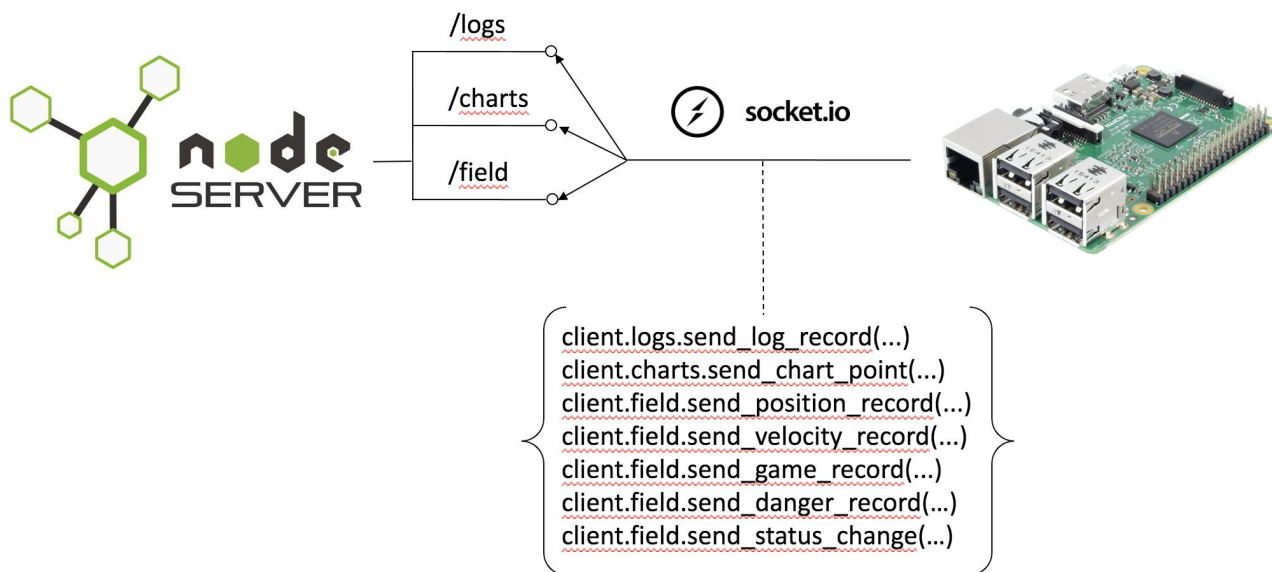 /logs
/charts
/field
node
SERVER
socket.io
client.logs.send_log_record(...)
client.charts.send_chart_point(...)
client.field.send_position_record(...)
client.field.send_velocity_record(...)
client.field.send_game_record(...)
client.field.send_danger_record(...)
client.field.send_status_change(...)